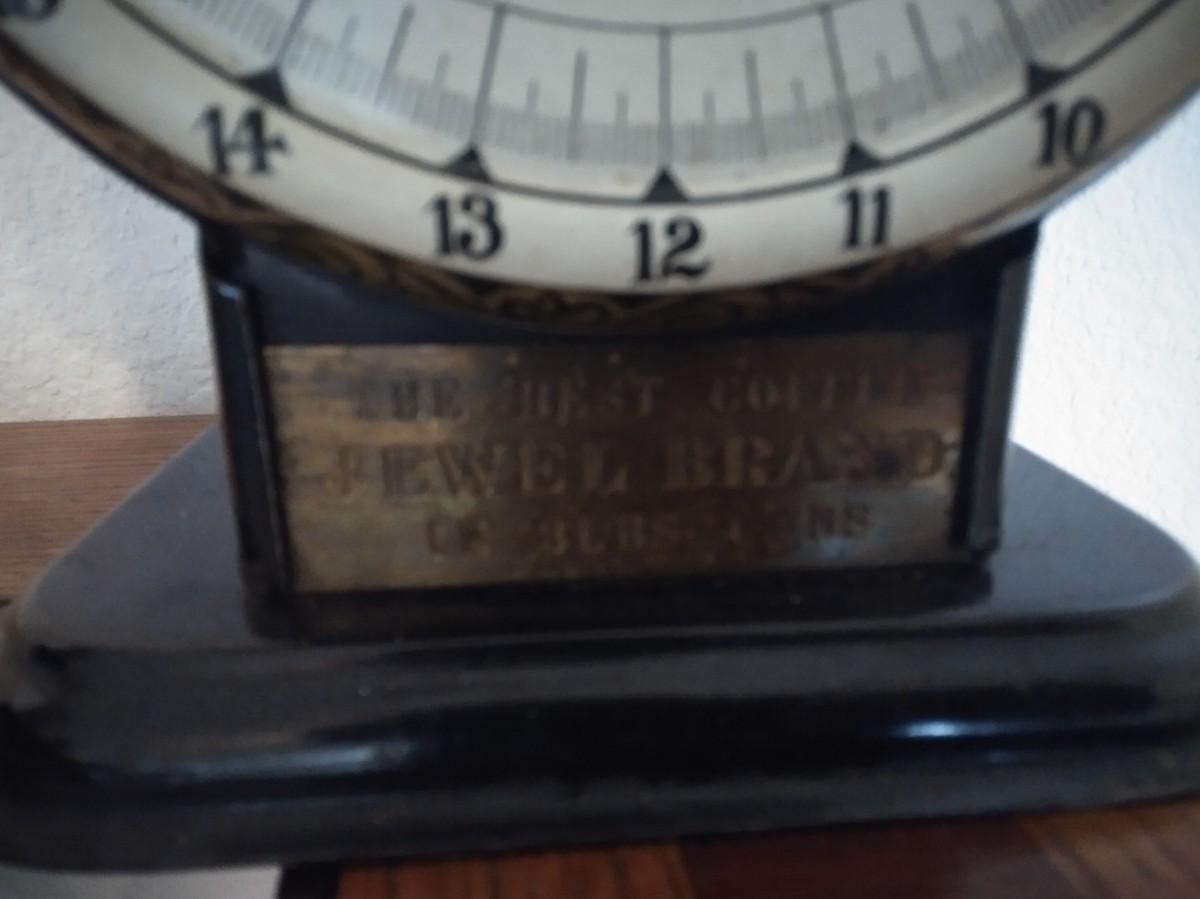 14 13 12 11 10
THE BEST COFFEE
JEWEL BRAND